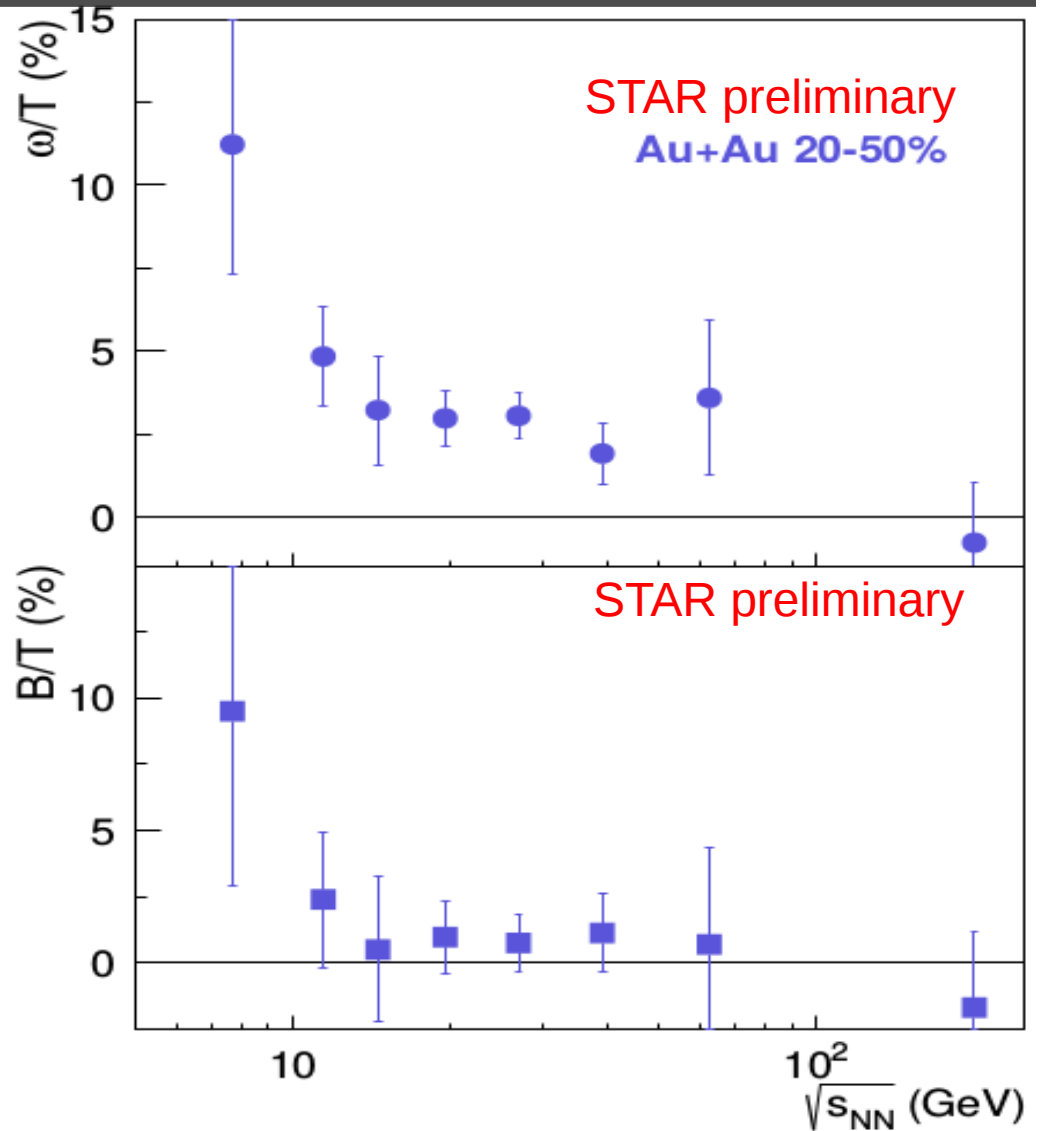 15
ω/T (%)
STAR preliminary
Au+Au 20-50%
10
5
0
B/T (%)
STAR preliminary
10
5
0
10
10²
√sNN (GeV)